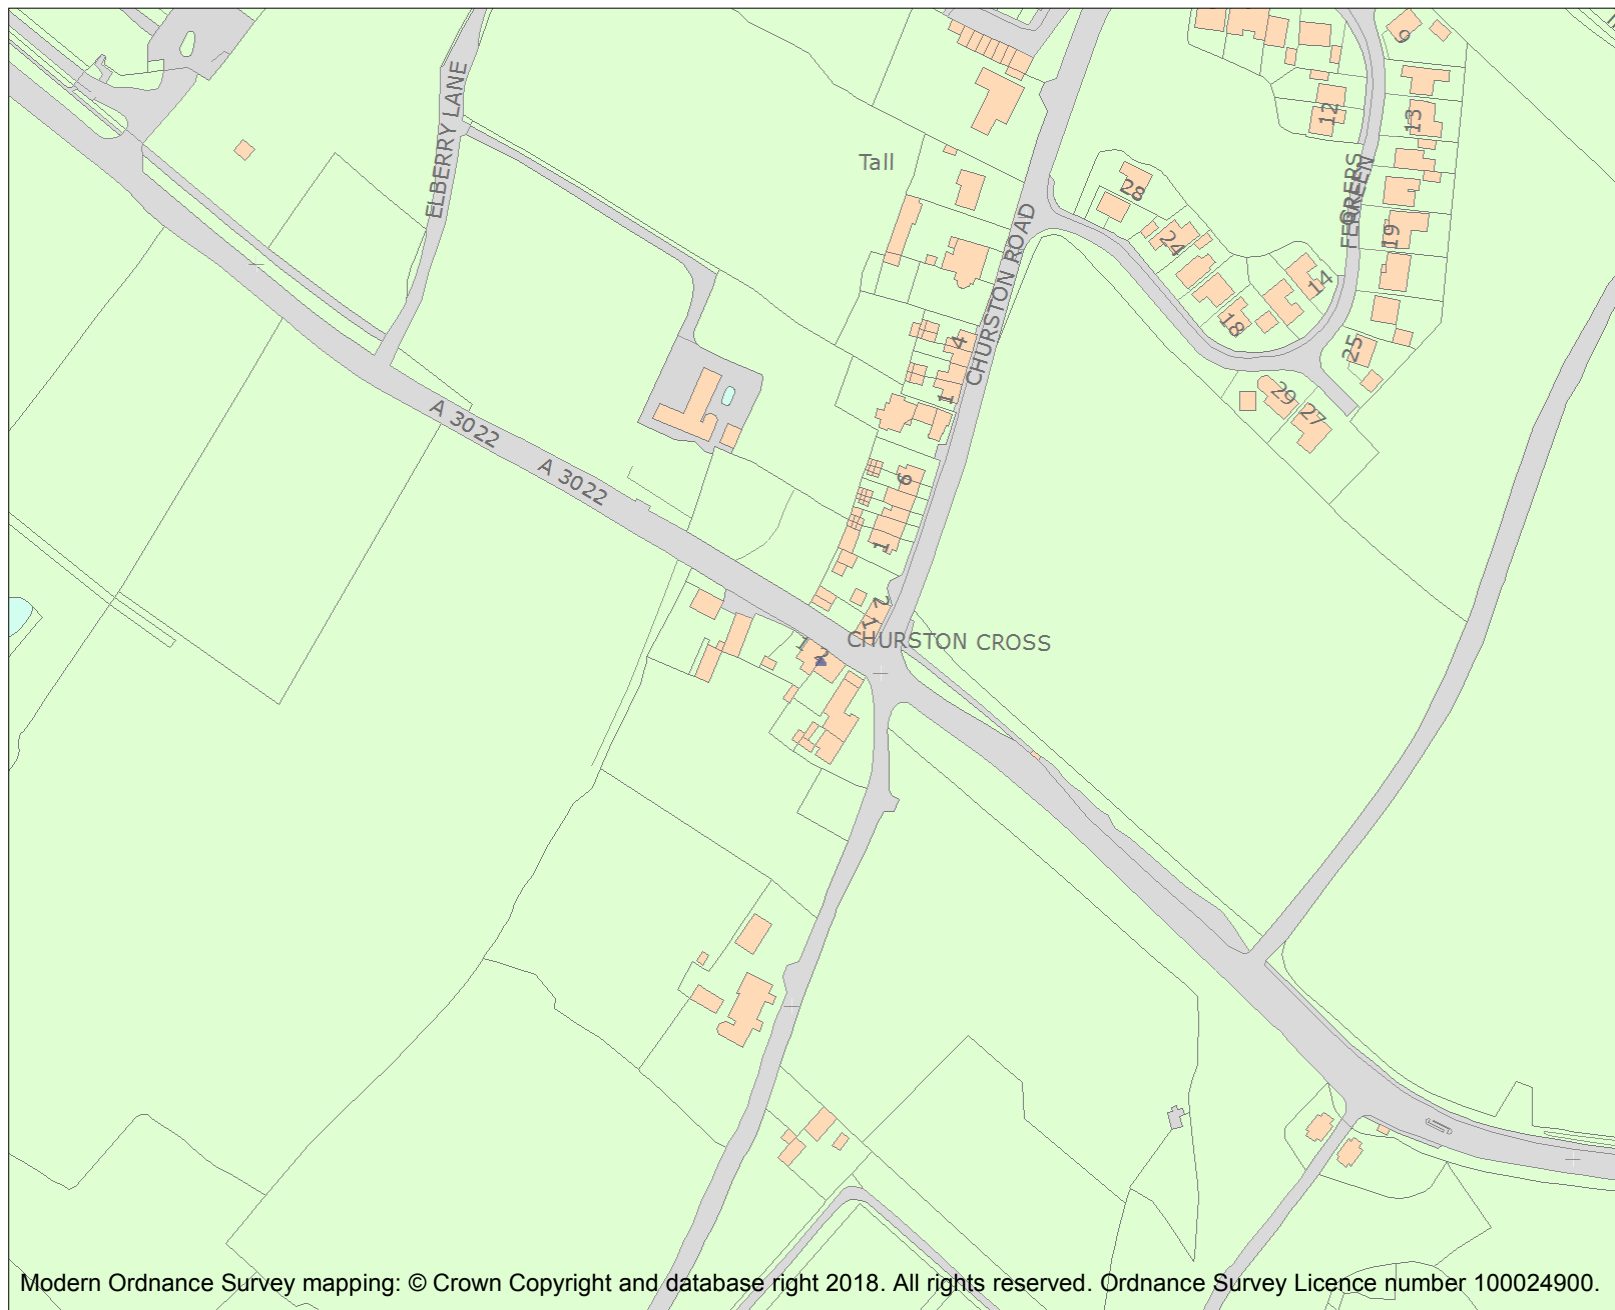 9
12
13
ELBERRY LANE
Tall
28
FERRERS
GREEN
CHURSTON ROAD
24
19
14
18
4
25
1
29
27
A 3022
A 3022
6
1
2
1
CHURSTON CROSS
1
2
Modern Ordnance Survey mapping: © Crown Copyright and database right 2018. All rights reserved. Ordnance Survey Licence number 100024900.